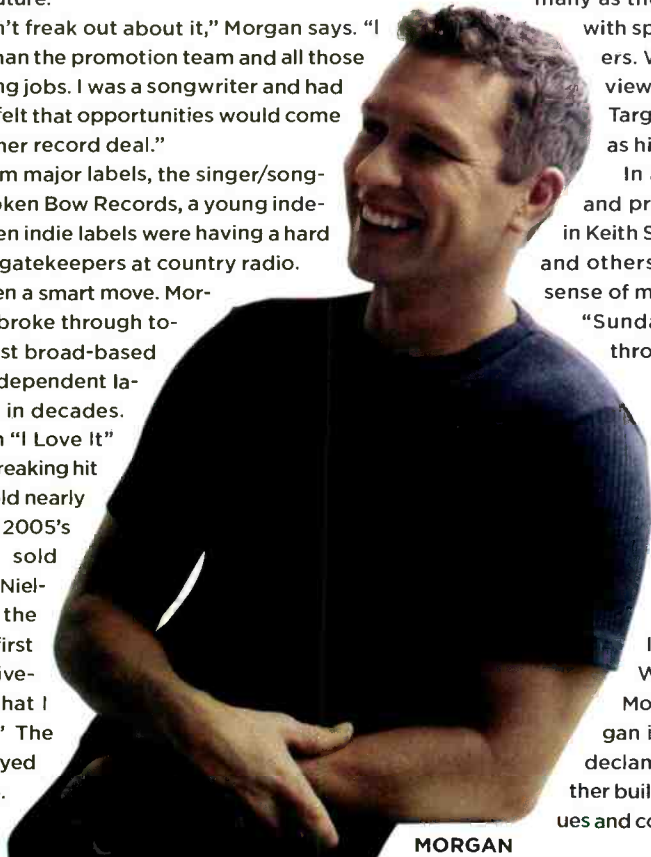 uture.
n't freak out about it,” Morgan says. “I
han the promotion team and all those
ng jobs. I was a songwriter and had
felt that opportunities would come
her record deal.”
m major labels, the singer/song-
oken Bow Records, a young inde-
en indie labels were having a hard
gatekeepers at country radio.
en a smart move. Mor-
broke through to-
st broad-based
dependent la-
in decades.
n “I Love It”
reaking hit
ld nearly
2005's
sold
Niel-
the
first
ive-
hat I
” The
yed
.
many as the
with sp
ers. V
view
Targ
as hi
In
and pr
in Keith S
and others
sense of m
“Sunda
thro
I
W
Mo
gan i
declam
ther buil
ues and co
MORGAN